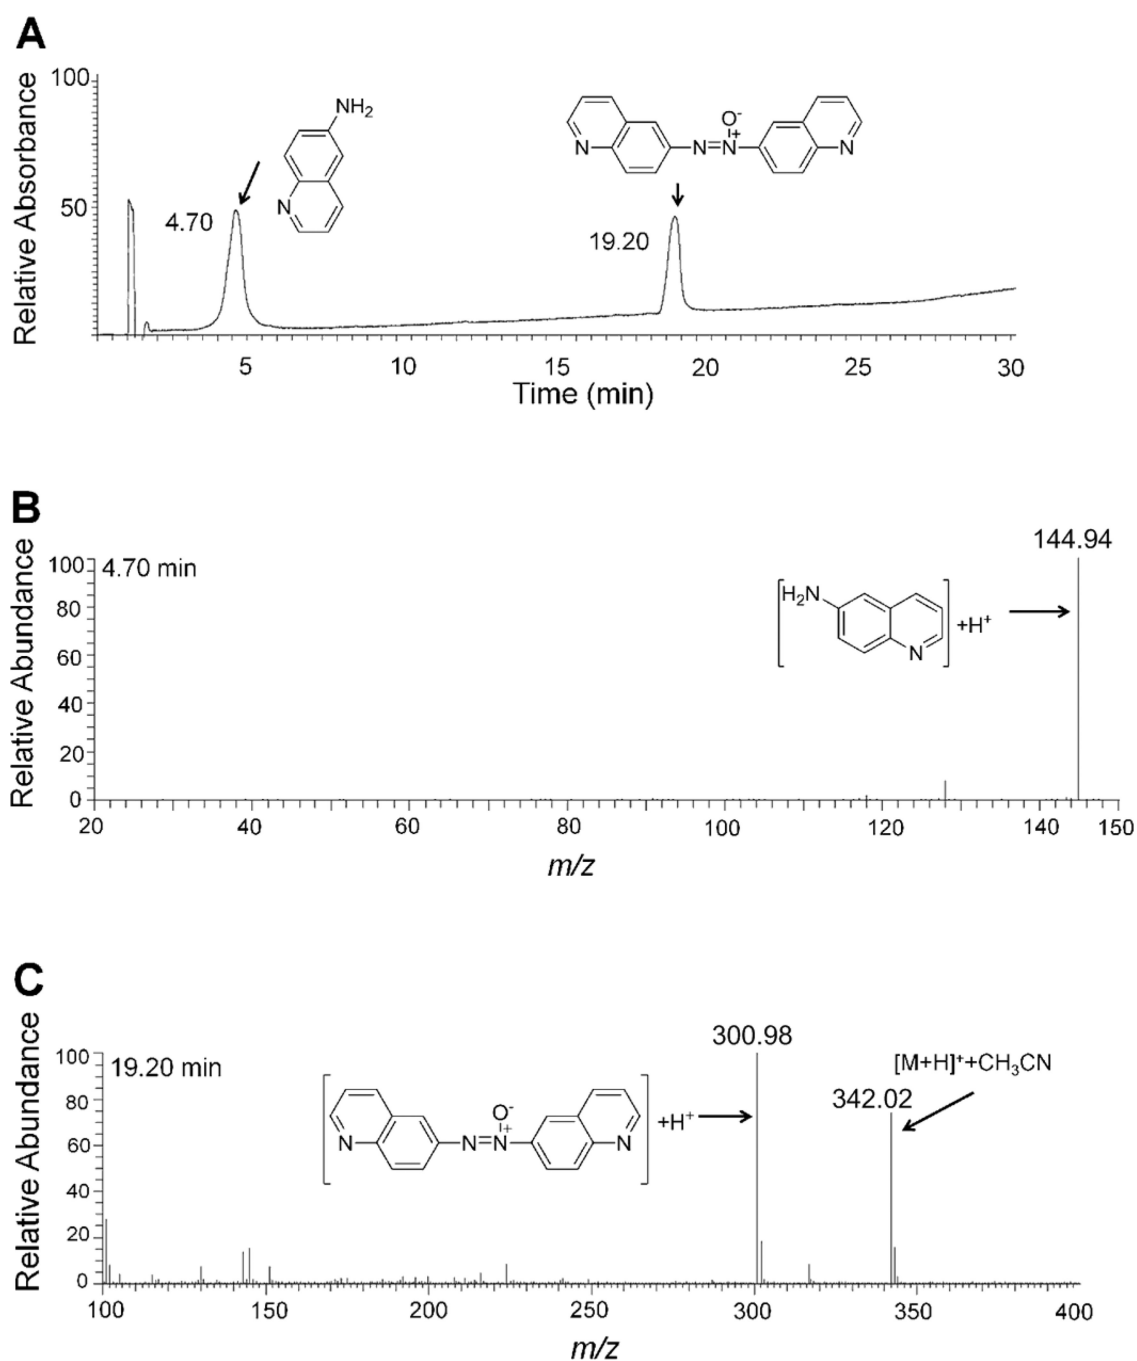 A
Relative Absorbance
100
50
4.70
NH₂
N
N
N=N⁺
O⁻
N
19.20
5 10 15 20 25 30
Time (min)
B
Relative Abundance
100
80
60
40
20
0
4.70 min
H₂N
N
+H⁺
144.94
20 40 60 80 100 120 140 150
m/z
C
Relative Abundance
100
80
60
40
20
0
19.20 min
N
N=N⁺
O⁻
N
+H⁺
300.98
342.02
[M+H]⁺+CH₃CN
100 150 200 250 300 350 400
m/z